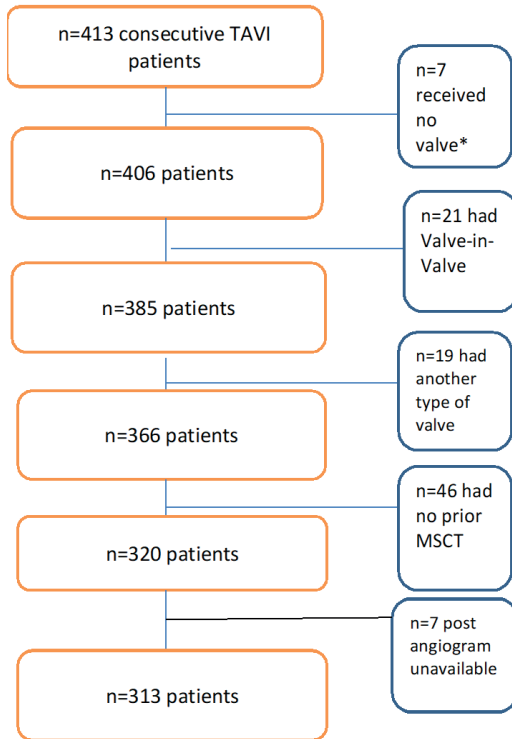 n=413 consecutive TAVI
patients
n=7
received
no
valve*
n=406 patients
n=21 had
Valve-in-
Valve
n=385 patients
n=19 had
another
type of
valve
n=366 patients
n=46 had
no prior
MSCT
n=320 patients
n=7 post
angiogram
unavailable
n=313 patients